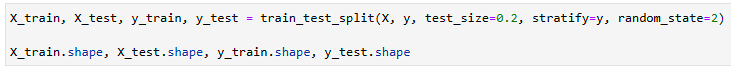 X_train, X_test, y_train, y_test = train_test_split(X, y, test_size=0.2, stratify=y, random_state=2)
X_train.shape, X_test.shape, y_train.shape, y_test.shape